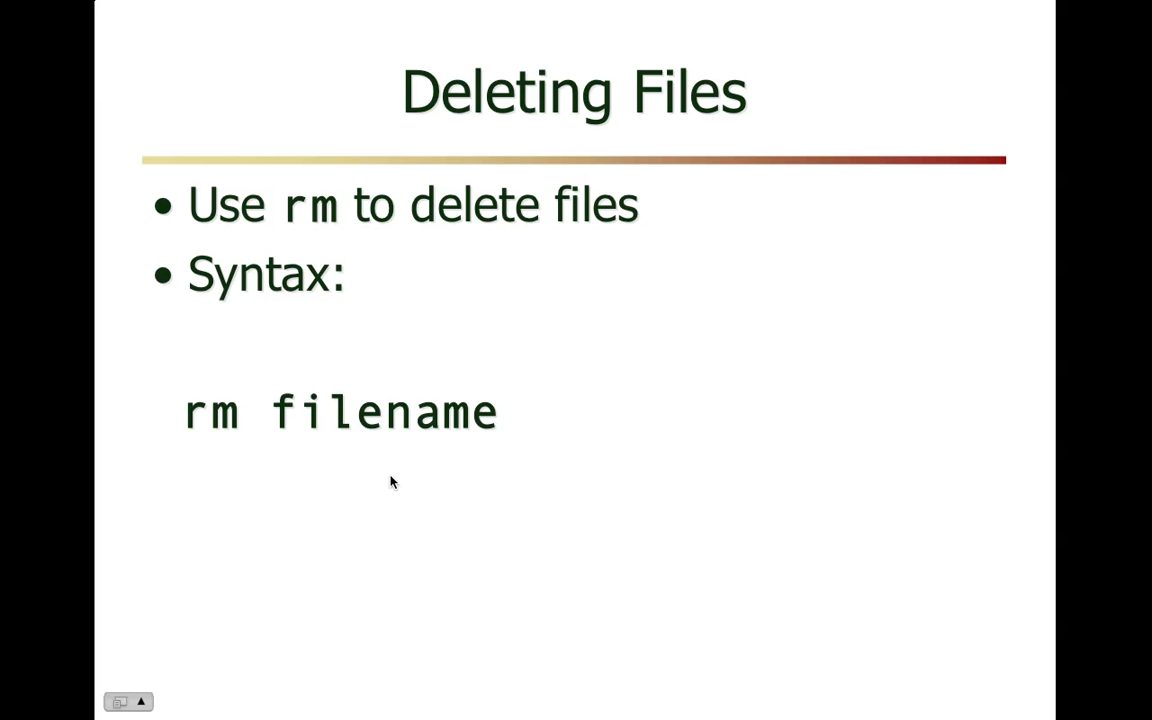 Deleting Files
• Use rm to delete files
• Syntax:
rm filename